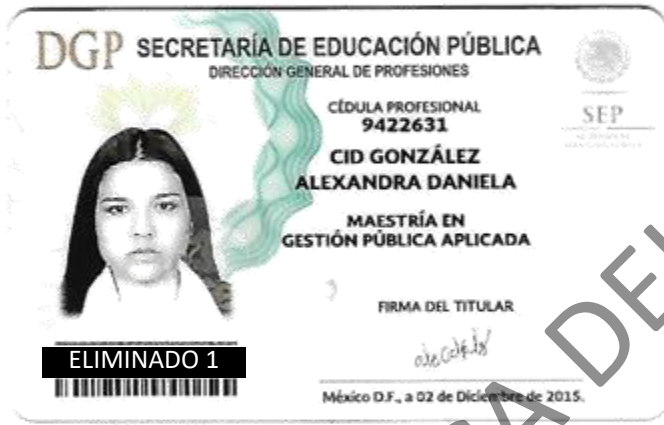 DGP SECRETARÍA DE EDUCACIÓN PÚBLICA
DIRECCIÓN GENERAL DE PROFESIONES
CÉDULA PROFESIONAL
9422631
SEP
CID GONZÁLEZ
ALEXANDRA DANIELA
MAESTRÍA EN
GESTIÓN PÚBLICA APLICADA
FIRMA DEL TITULAR
ELIMINADO 1
México D.F., a 02 de Diciembre de 2015.
DE